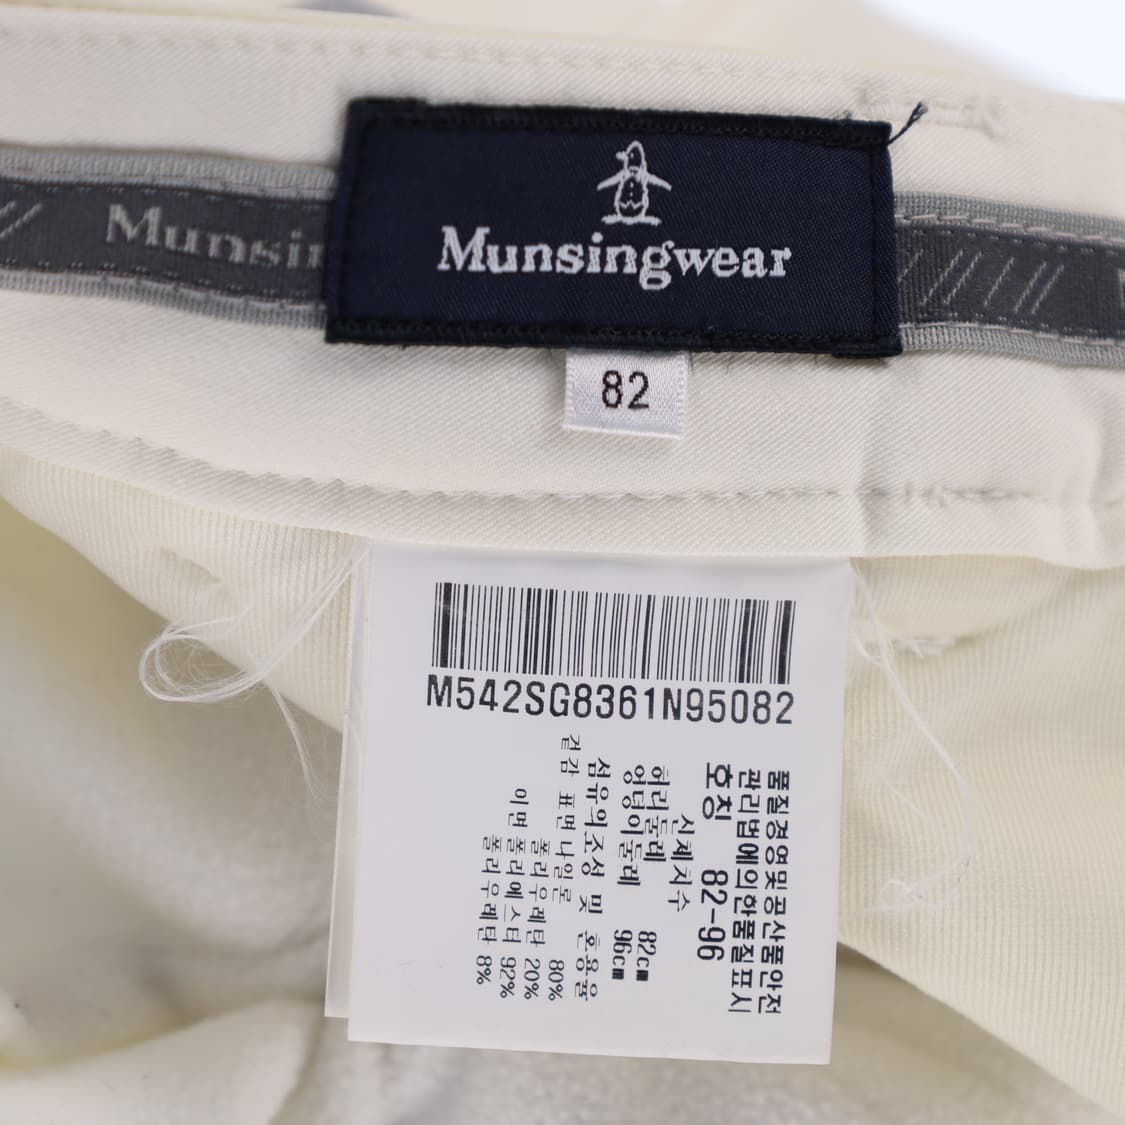 Munsin
Munsingwear
82
M542SG8361N95082
품질경영및공산품안전
관리법에의한품질표시
호칭 82-96
신체치수
허리둘레 82cm
엉덩이둘레 96cm
섬유의조성 및 혼용율
겉감 표면 나일론 80%
폴리우레탄 20%
이면 폴리에스터 92%
폴리우레탄 8%